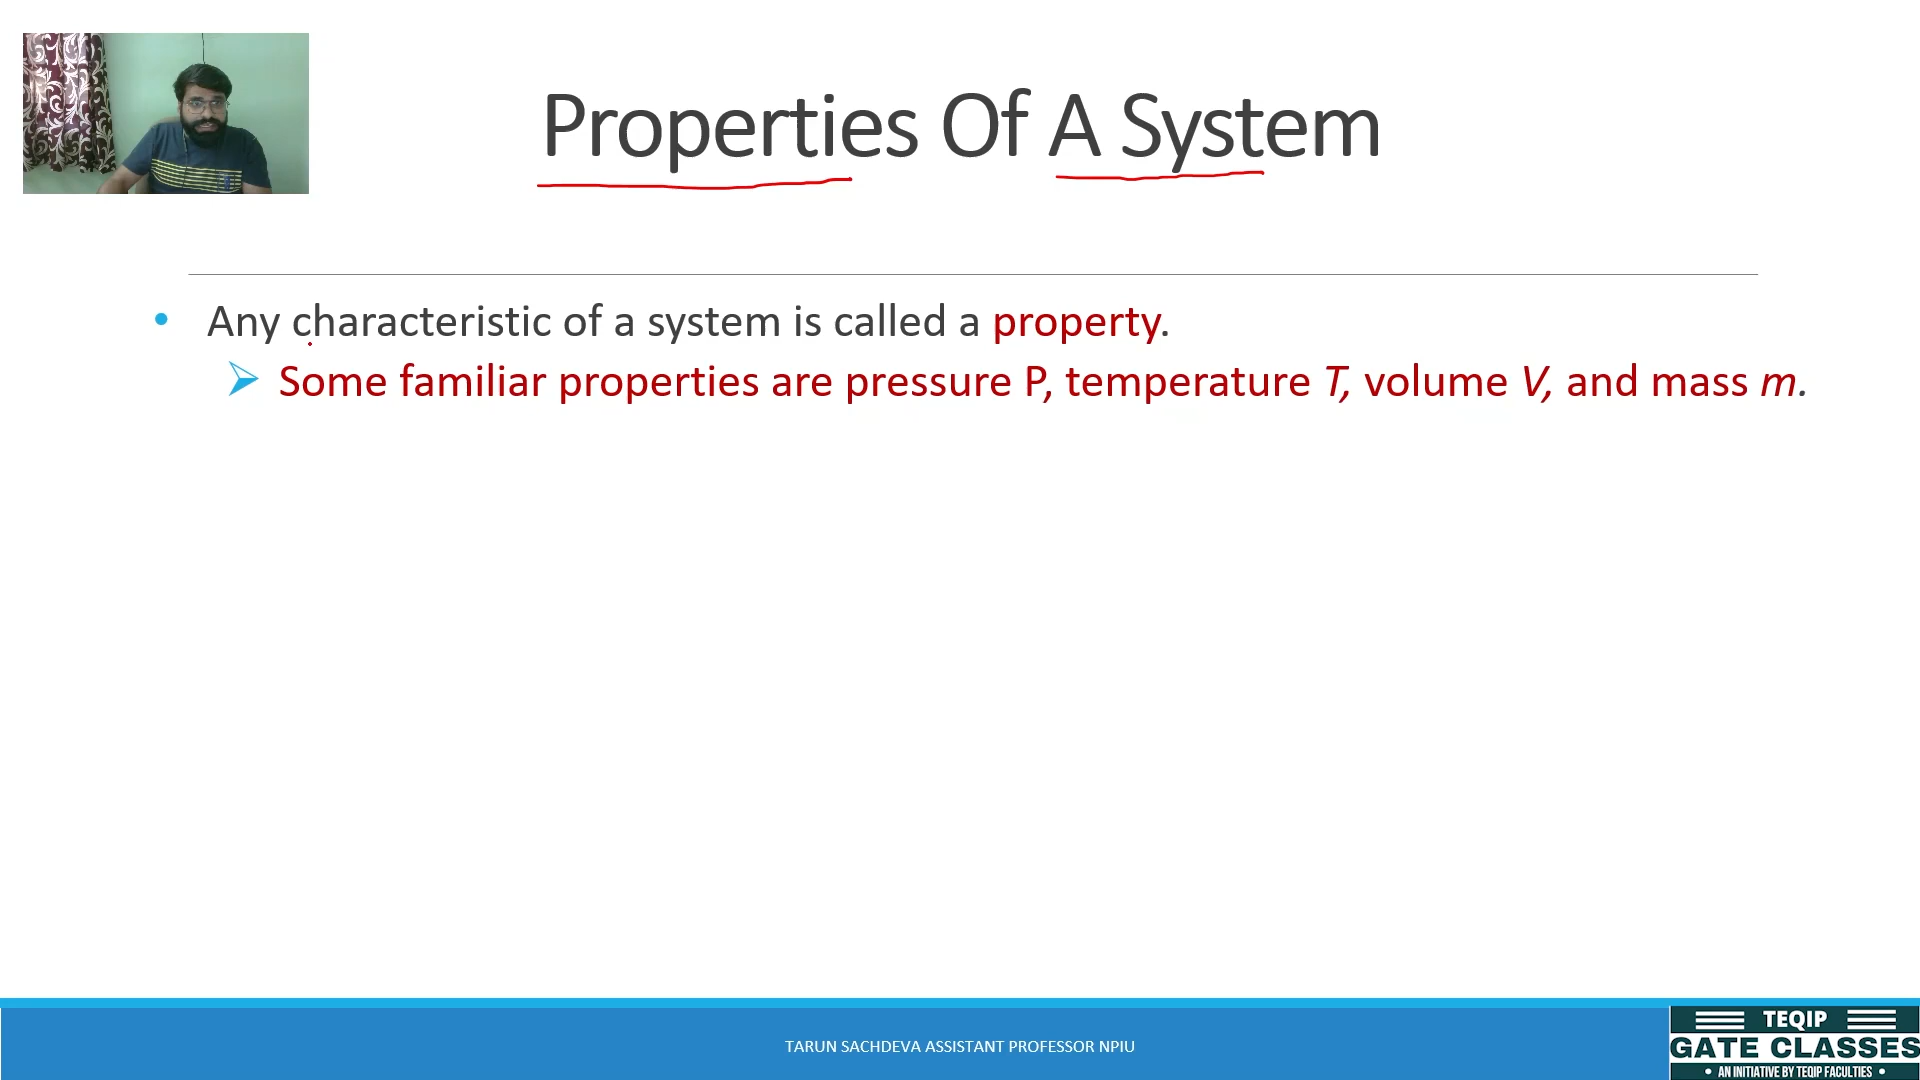 Properties Of A System
• Any characteristic of a system is called a property.
➢ Some familiar properties are pressure P, temperature T, volume V, and mass m.
TARUN SACHDEVA ASSISTANT PROFESSOR NPIU
TEQIP
GATE CLASSES
• AN INITIATIVE BY TEQIP FACULTIES •